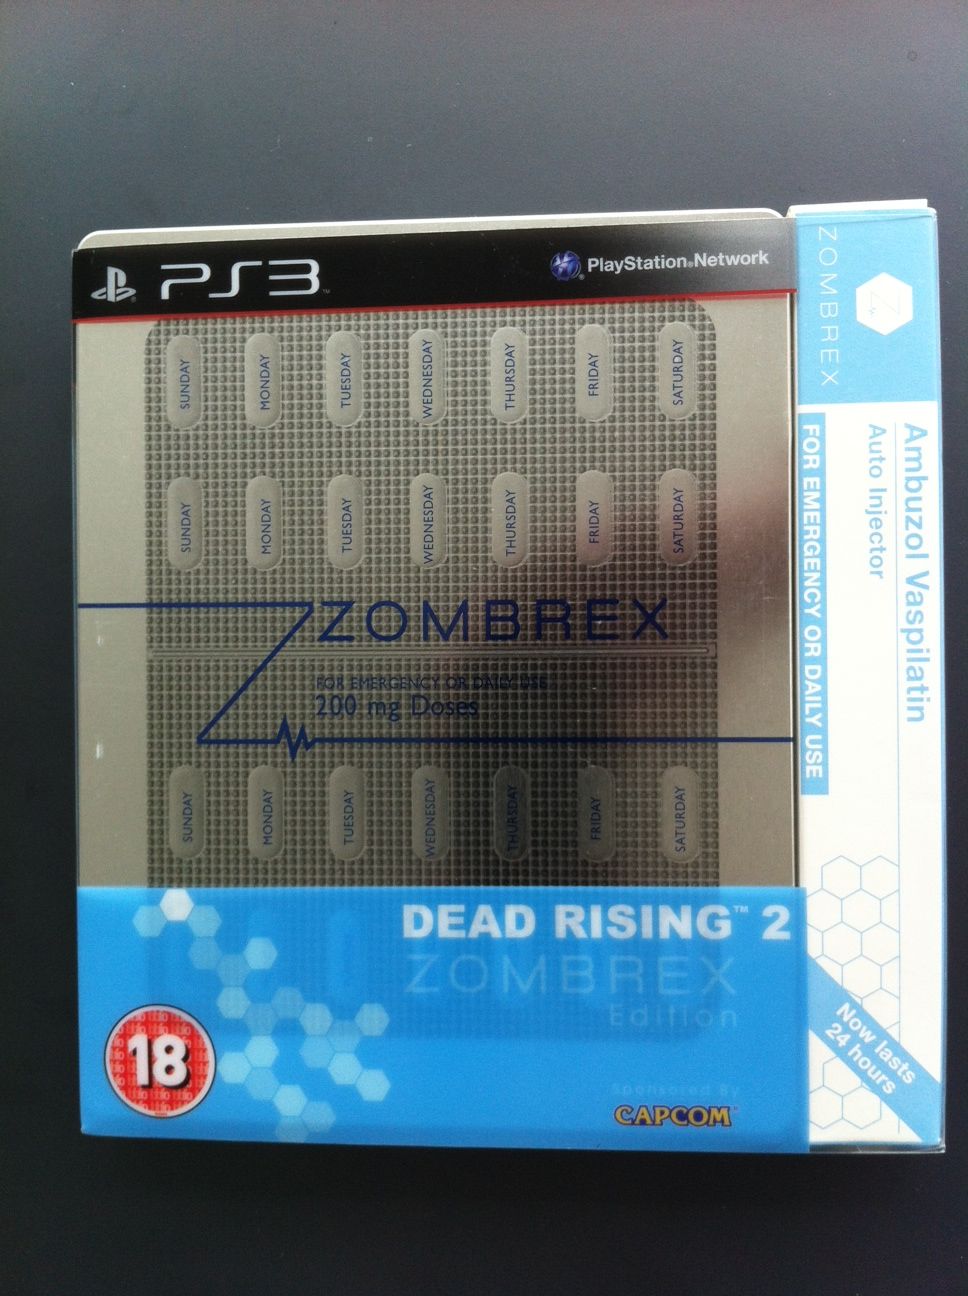 PS3™
PlayStation®Network
SUNDAY MONDAY TUESDAY WEDNESDAY THURSDAY FRIDAY SATURDAY
SUNDAY MONDAY TUESDAY WEDNESDAY THURSDAY FRIDAY SATURDAY
ZOMBREX
FOR EMERGENCY OR DAILY USE
200 mg Doses
SUNDAY MONDAY TUESDAY WEDNESDAY THURSDAY FRIDAY SATURDAY
DEAD RISING™ 2
ZOMBREX
Edition
18
Sponsored By
CAPCOM
ZOMBREX
Z
Ambuzol Vaspilatin
Auto Injector
FOR EMERGENCY OR DAILY USE
Now lasts
24 hours